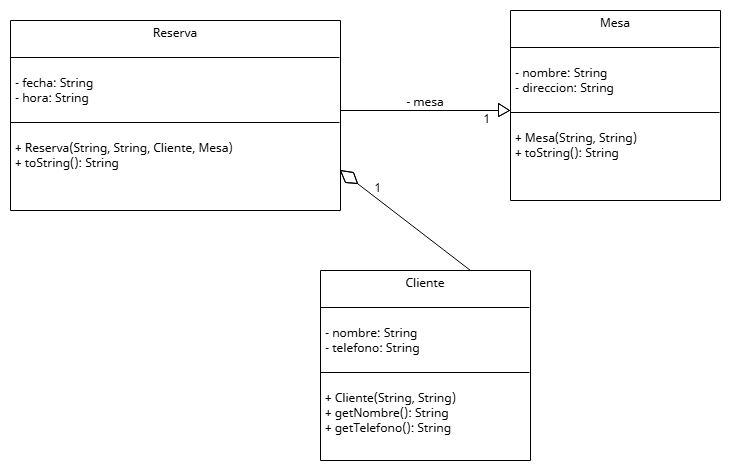 Reserva
- fecha: String
- hora: String
+ Reserva(String, String, Cliente, Mesa)
+ toString(): String
- mesa
1
Mesa
- nombre: String
- direccion: String
+ Mesa(String, String)
+ toString(): String
1
Cliente
- nombre: String
- telefono: String
+ Cliente(String, String)
+ getNombre(): String
+ getTelefono(): String